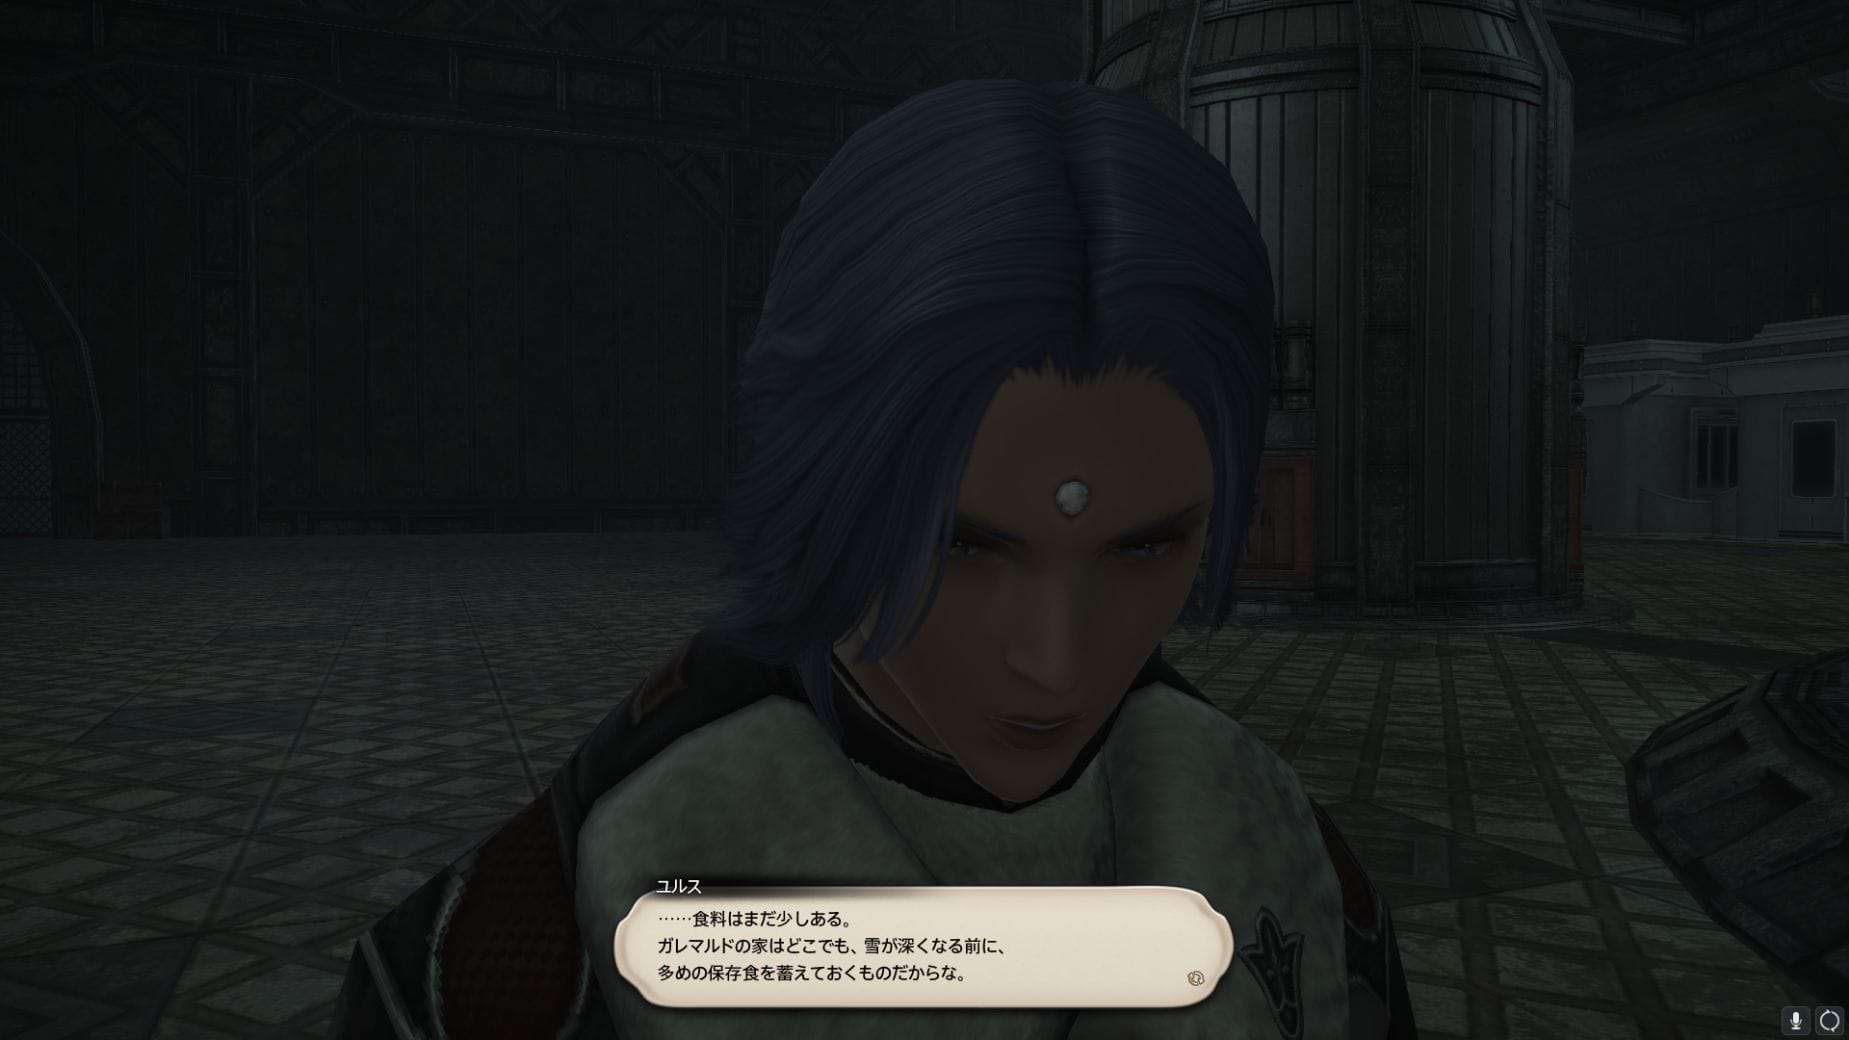 ユルス
……食料はまだ少しある。
ガレマルドの家はどこでも、雪が深くなる前に、
多めの保存食を蓄えておくものだからな。